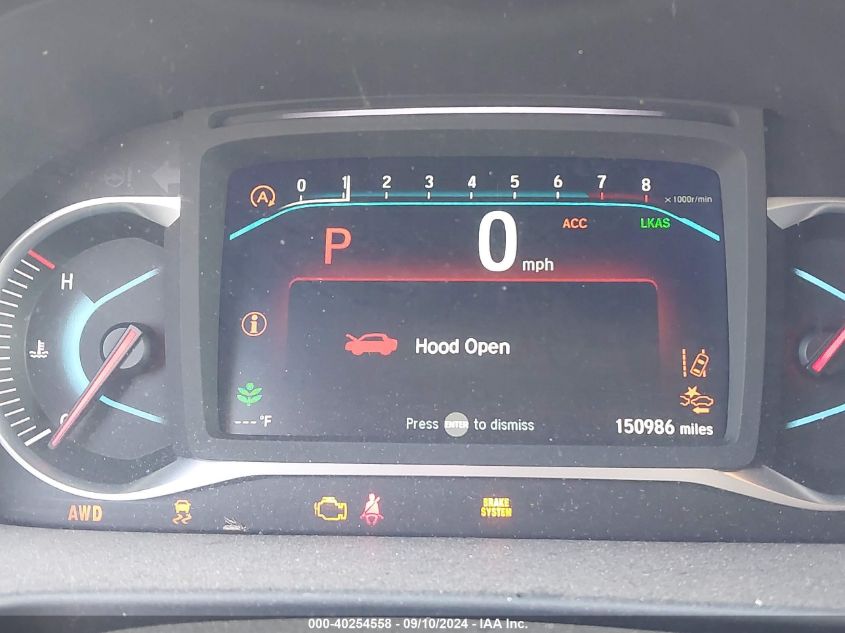 0 1 2 3 4 5 6 7 8
x1000r/min
A
P
0 mph
ACC
LKAS
H
i
Hood Open
---°F
Press ENTER to dismiss
150986 miles
AWD
BRAKE
SYSTEM
000-40254558 - 09/10/2024 - IAA Inc.